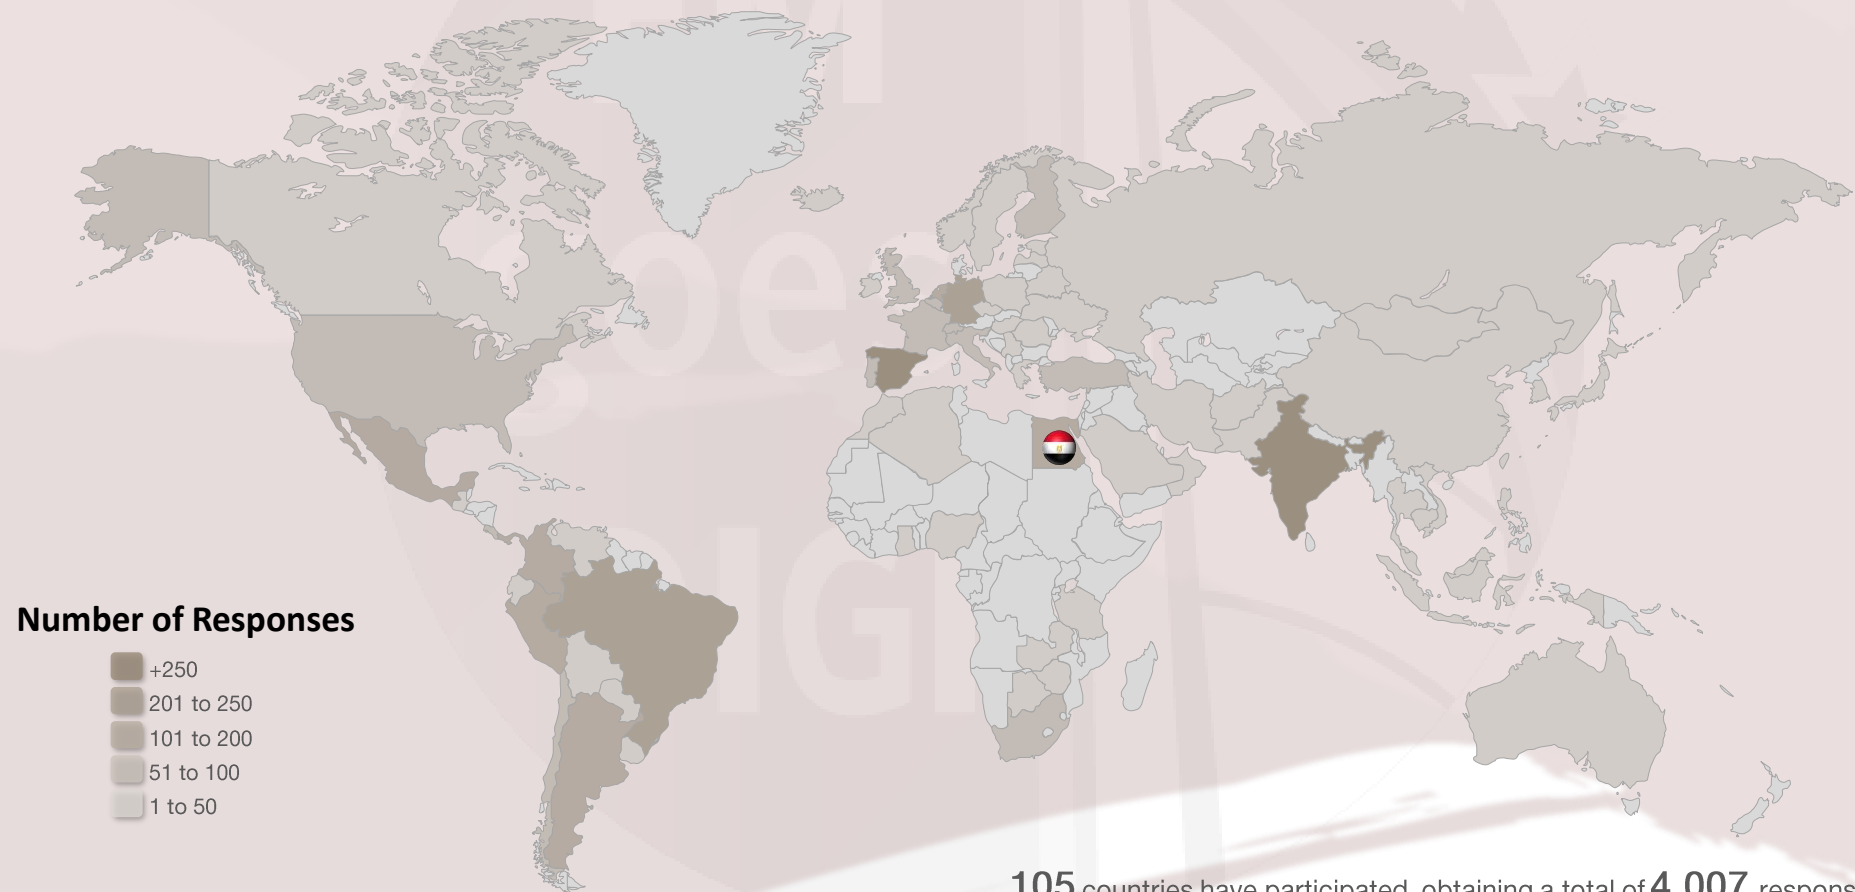 Number of Responses
+250
201 to 250
101 to 200
51 to 100
1 to 50
105 countries have participated, obtaining a total of 4,007